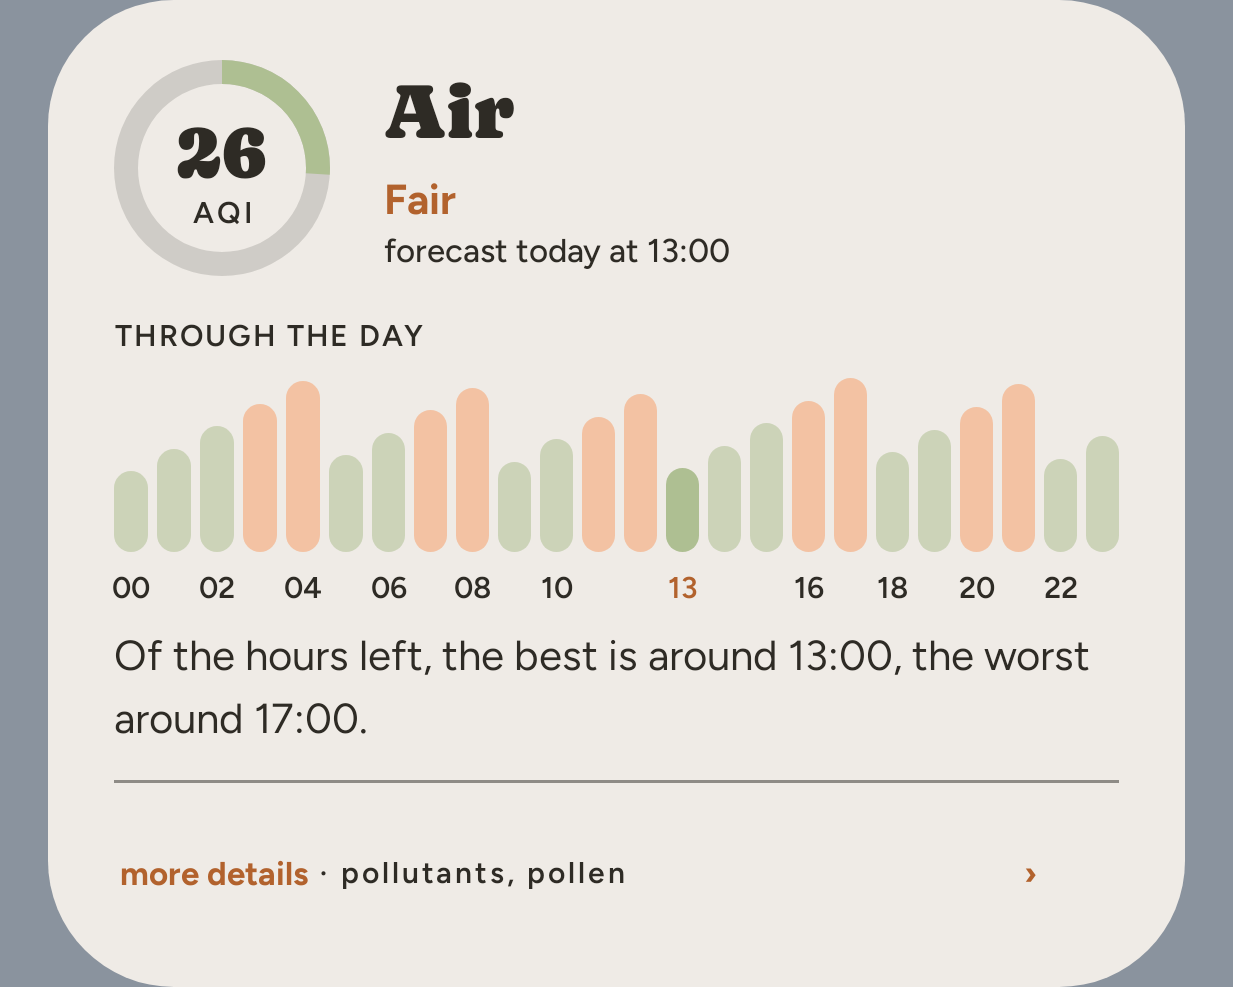 26
AQI
Air
Fair
forecast today at 13:00
THROUGH THE DAY
00 02 04 06 08 10 13 16 18 20 22
Of the hours left, the best is around 13:00, the worst
around 17:00.
more details · pollutants, pollen ›